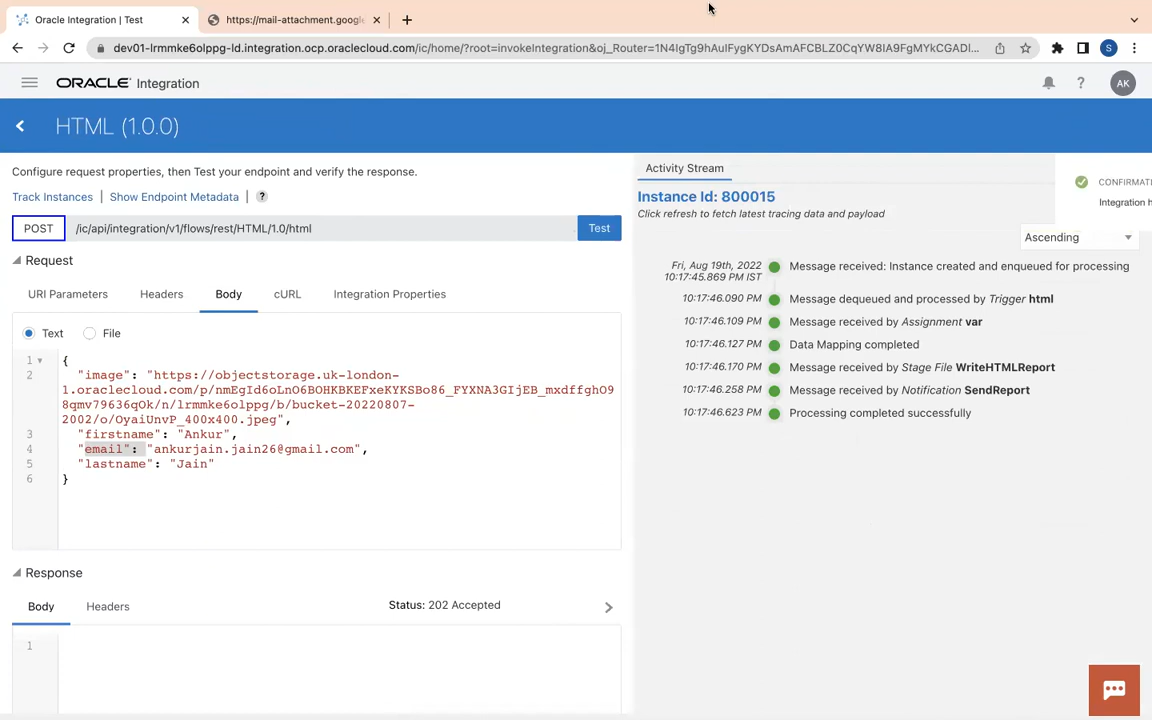 Oracle Integration | Test
https://mail-attachment.google
dev01-lrmmke6olppg-ld.integration.ocp.oraclecloud.com/ic/home/?root=invokeIntegration&oj_Router=1N4IgTg9hAuIFygKYDsAmAFCBLZ0CqYW8IA9FgMYkCGADl...
S
ORACLE Integration
AK
HTML (1.0.0)
Configure request properties, then Test your endpoint and verify the response.
Track Instances | Show Endpoint Metadata | ?
POST /ic/api/integration/v1/flows/rest/HTML/1.0/html Test
Request
URI Parameters Headers Body cURL Integration Properties
Text File
1 {
2 "image": "https://objectstorage.uk-london-
1.oraclecloud.com/p/nmEgId6oLnO6BOHKBKEFxeKYKSBo86_FYXNA3GIjEB_mxdffghO9
8qmv79636qOk/n/lrmmke6olppg/b/bucket-20220807-
2002/o/OyaiUnvP_400x400.jpeg",
3 "firstname": "Ankur",
4 "email": "ankurjain.jain26@gmail.com",
5 "lastname": "Jain"
6 }
Response
Body Headers Status: 202 Accepted
1
Activity Stream
Instance Id: 800015
Click refresh to fetch latest tracing data and payload
CONFIRMATI
Integration h
Ascending
Fri, Aug 19th, 2022
10:17:45.869 PM IST Message received: Instance created and enqueued for processing
10:17:46.090 PM Message dequeued and processed by Trigger html
10:17:46.109 PM Message received by Assignment var
10:17:46.127 PM Data Mapping completed
10:17:46.170 PM Message received by Stage File WriteHTMLReport
10:17:46.258 PM Message received by Notification SendReport
10:17:46.623 PM Processing completed successfully